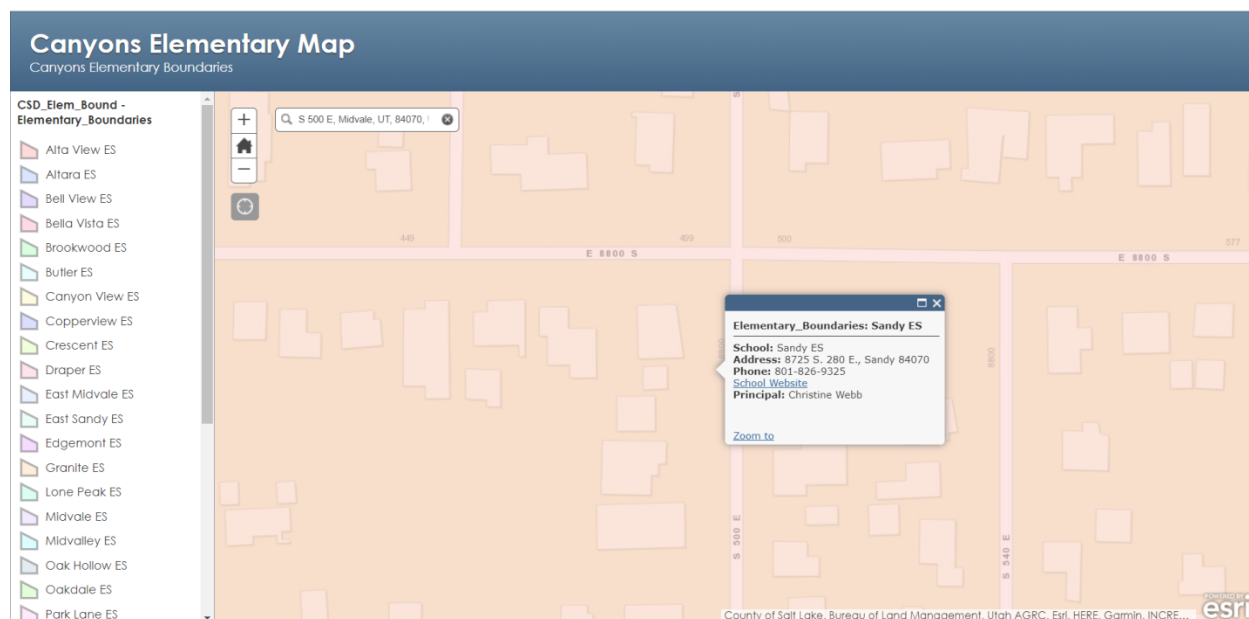 Canyons Elementary Map
Canyons Elementary Boundaries
CSD_Elem_Bound -
Elementary_Boundaries
Alta View ES
Altara ES
Bell View ES
Bella Vista ES
Brookwood ES
Butler ES
Canyon View ES
Copperview ES
Crescent ES
Draper ES
East Midvale ES
East Sandy ES
Edgemont ES
Granite ES
Lone Peak ES
Midvale ES
Midvalley ES
Oak Hollow ES
Oakdale ES
Park Lane ES
S 500 E, Midvale, UT, 84070,
449
499
500
577
E 8800 S
E 8800 S
Elementary_Boundaries: Sandy ES
School: Sandy ES
Address: 8725 S. 280 E., Sandy 84070
Phone: 801-826-9325
School Website
Principal: Christine Webb
Zoom to
8800
S 500 E
S 540 E
County of Salt Lake, Bureau of Land Management, Utah AGRC, Esri, HERE, Garmin, INCRE...
POWERED BY
esri